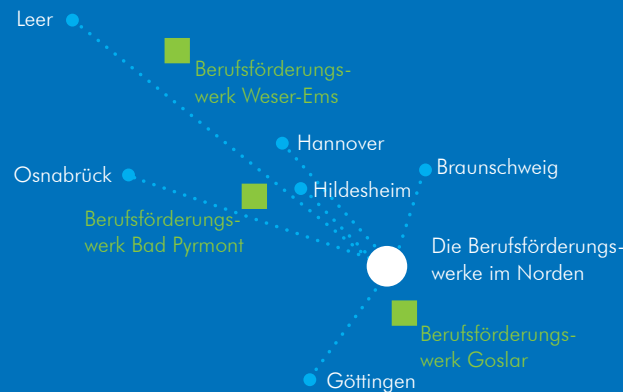 Leer
Berufsförderungs-
werk Weser-Ems
Hannover
Braunschweig
Osnabrück
Hildesheim
Berufsförderungs-
werk Bad Pyrmont
Die Berufsförderungs-
werke im Norden
Berufsförderungs-
werk Goslar
Göttingen